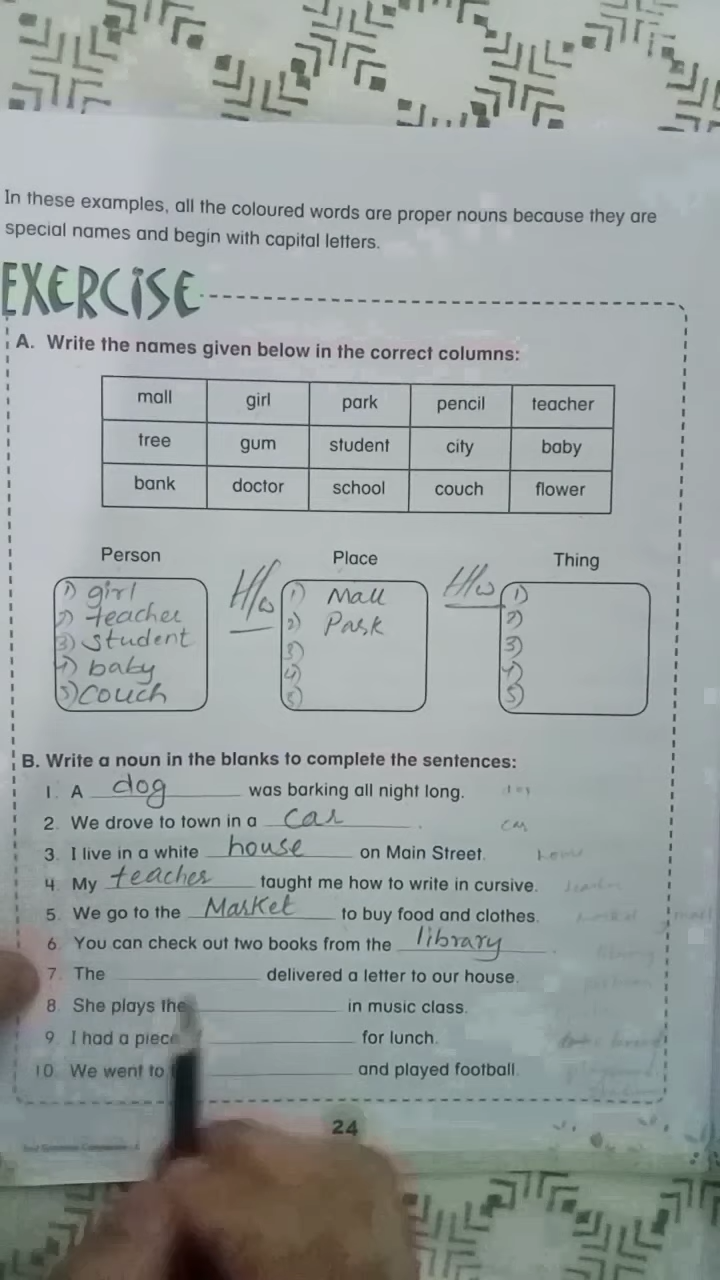 In these examples, all the coloured words are proper nouns because they are
special names and begin with capital letters.
EXERCISE
A. Write the names given below in the correct columns:
mall girl park pencil teacher
tree gum student city baby
bank doctor school couch flower
Person Place Thing
1) girl H/w 1) Mall H/w 1)
2) teacher 2) Park 2)
3) student 3) 3)
4) baby 4) 4)
5) couch 5) 5)
B. Write a noun in the blanks to complete the sentences:
1. A dog was barking all night long.
2. We drove to town in a car. car
3. I live in a white house on Main Street. home
4. My teacher taught me how to write in cursive. teacher
5. We go to the Market to buy food and clothes. market mall
6. You can check out two books from the library. library
7. The delivered a letter to our house.
8. She plays the in music class.
9. I had a piece for lunch.
10. We went to and played football.
24